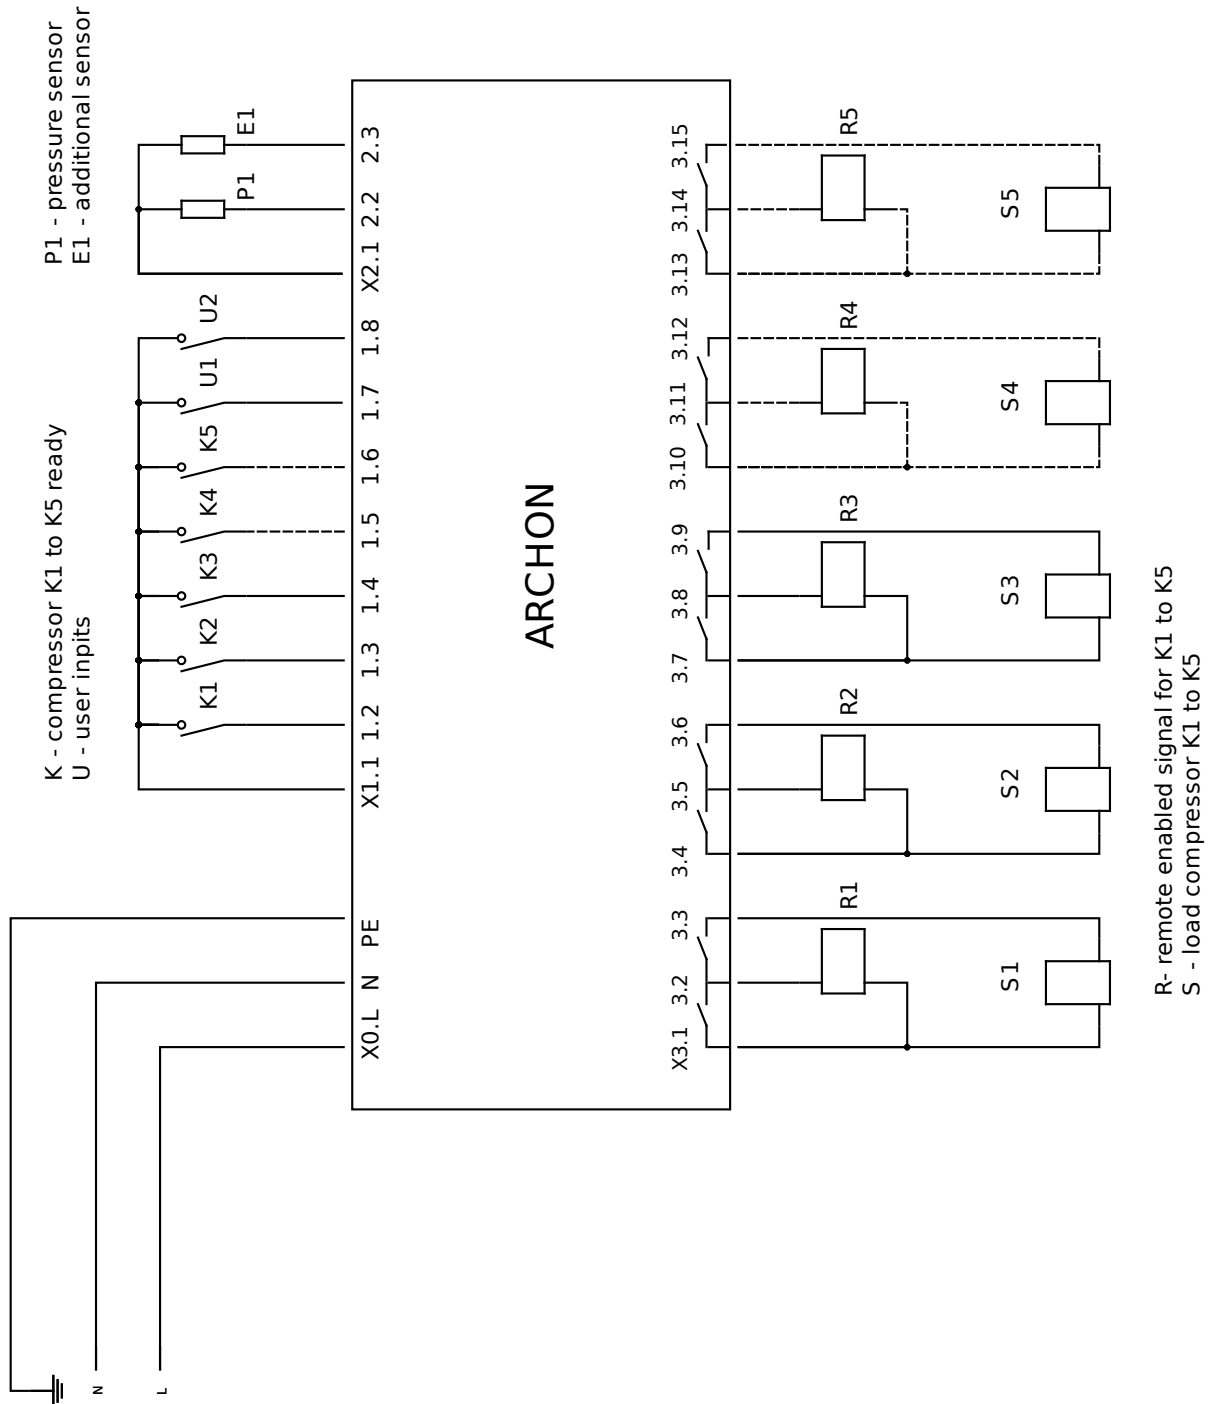 P1 - pressure sensor
E1 - additional sensor
K - compressor K1 to K5 ready
U - user inpits
K1
K2
K3
K4
K5
U1
U2
P1
E1
L
N
X0.L
N
PE
X1.1
1.2
1.3
1.4
1.5
1.6
1.7
1.8
X2.1
2.2
2.3
ARCHON
X3.1
3.2
3.3
3.4
3.5
3.6
3.7
3.8
3.9
3.10
3.11
3.12
3.13
3.14
3.15
R1
R2
R3
R4
R5
S1
S2
S3
S4
S5
R- remote enabled signal for K1 to K5
S - load compressor K1 to K5